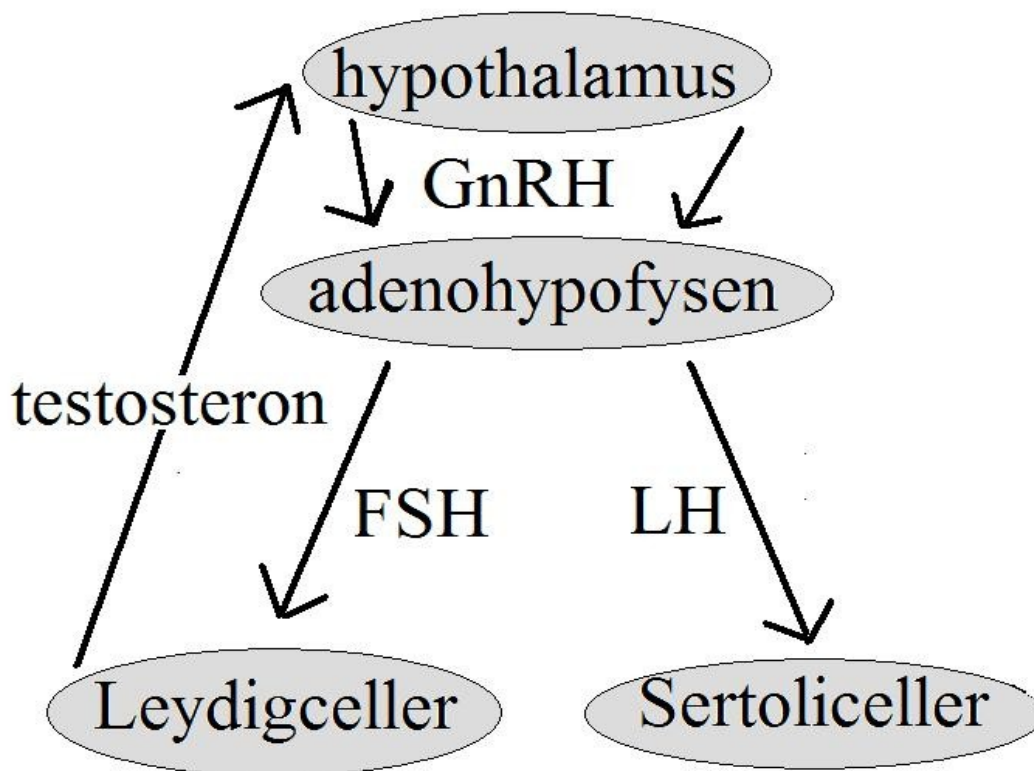 hypothalamus
GnRH
adenohypofysen
testosteron
FSH
LH
Leydigceller
Sertoliceller